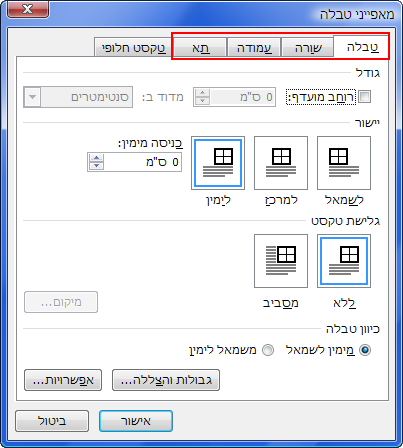 מאפייני טבלה
טבלה שורה עמודה תא טקסט חלופי
גודל
רוחב מועדף: 0 ס"מ מדוד ב: סנטימטרים
יישור
כניסה מימין:
0 ס"מ
לשמאל למרכז לימין
גלישת טקסט
ללא מסביב מיקום...
כיוון טבלה
מימין לשמאל משמאל לימין
גבולות והצללה... אפשרויות...
אישור ביטול